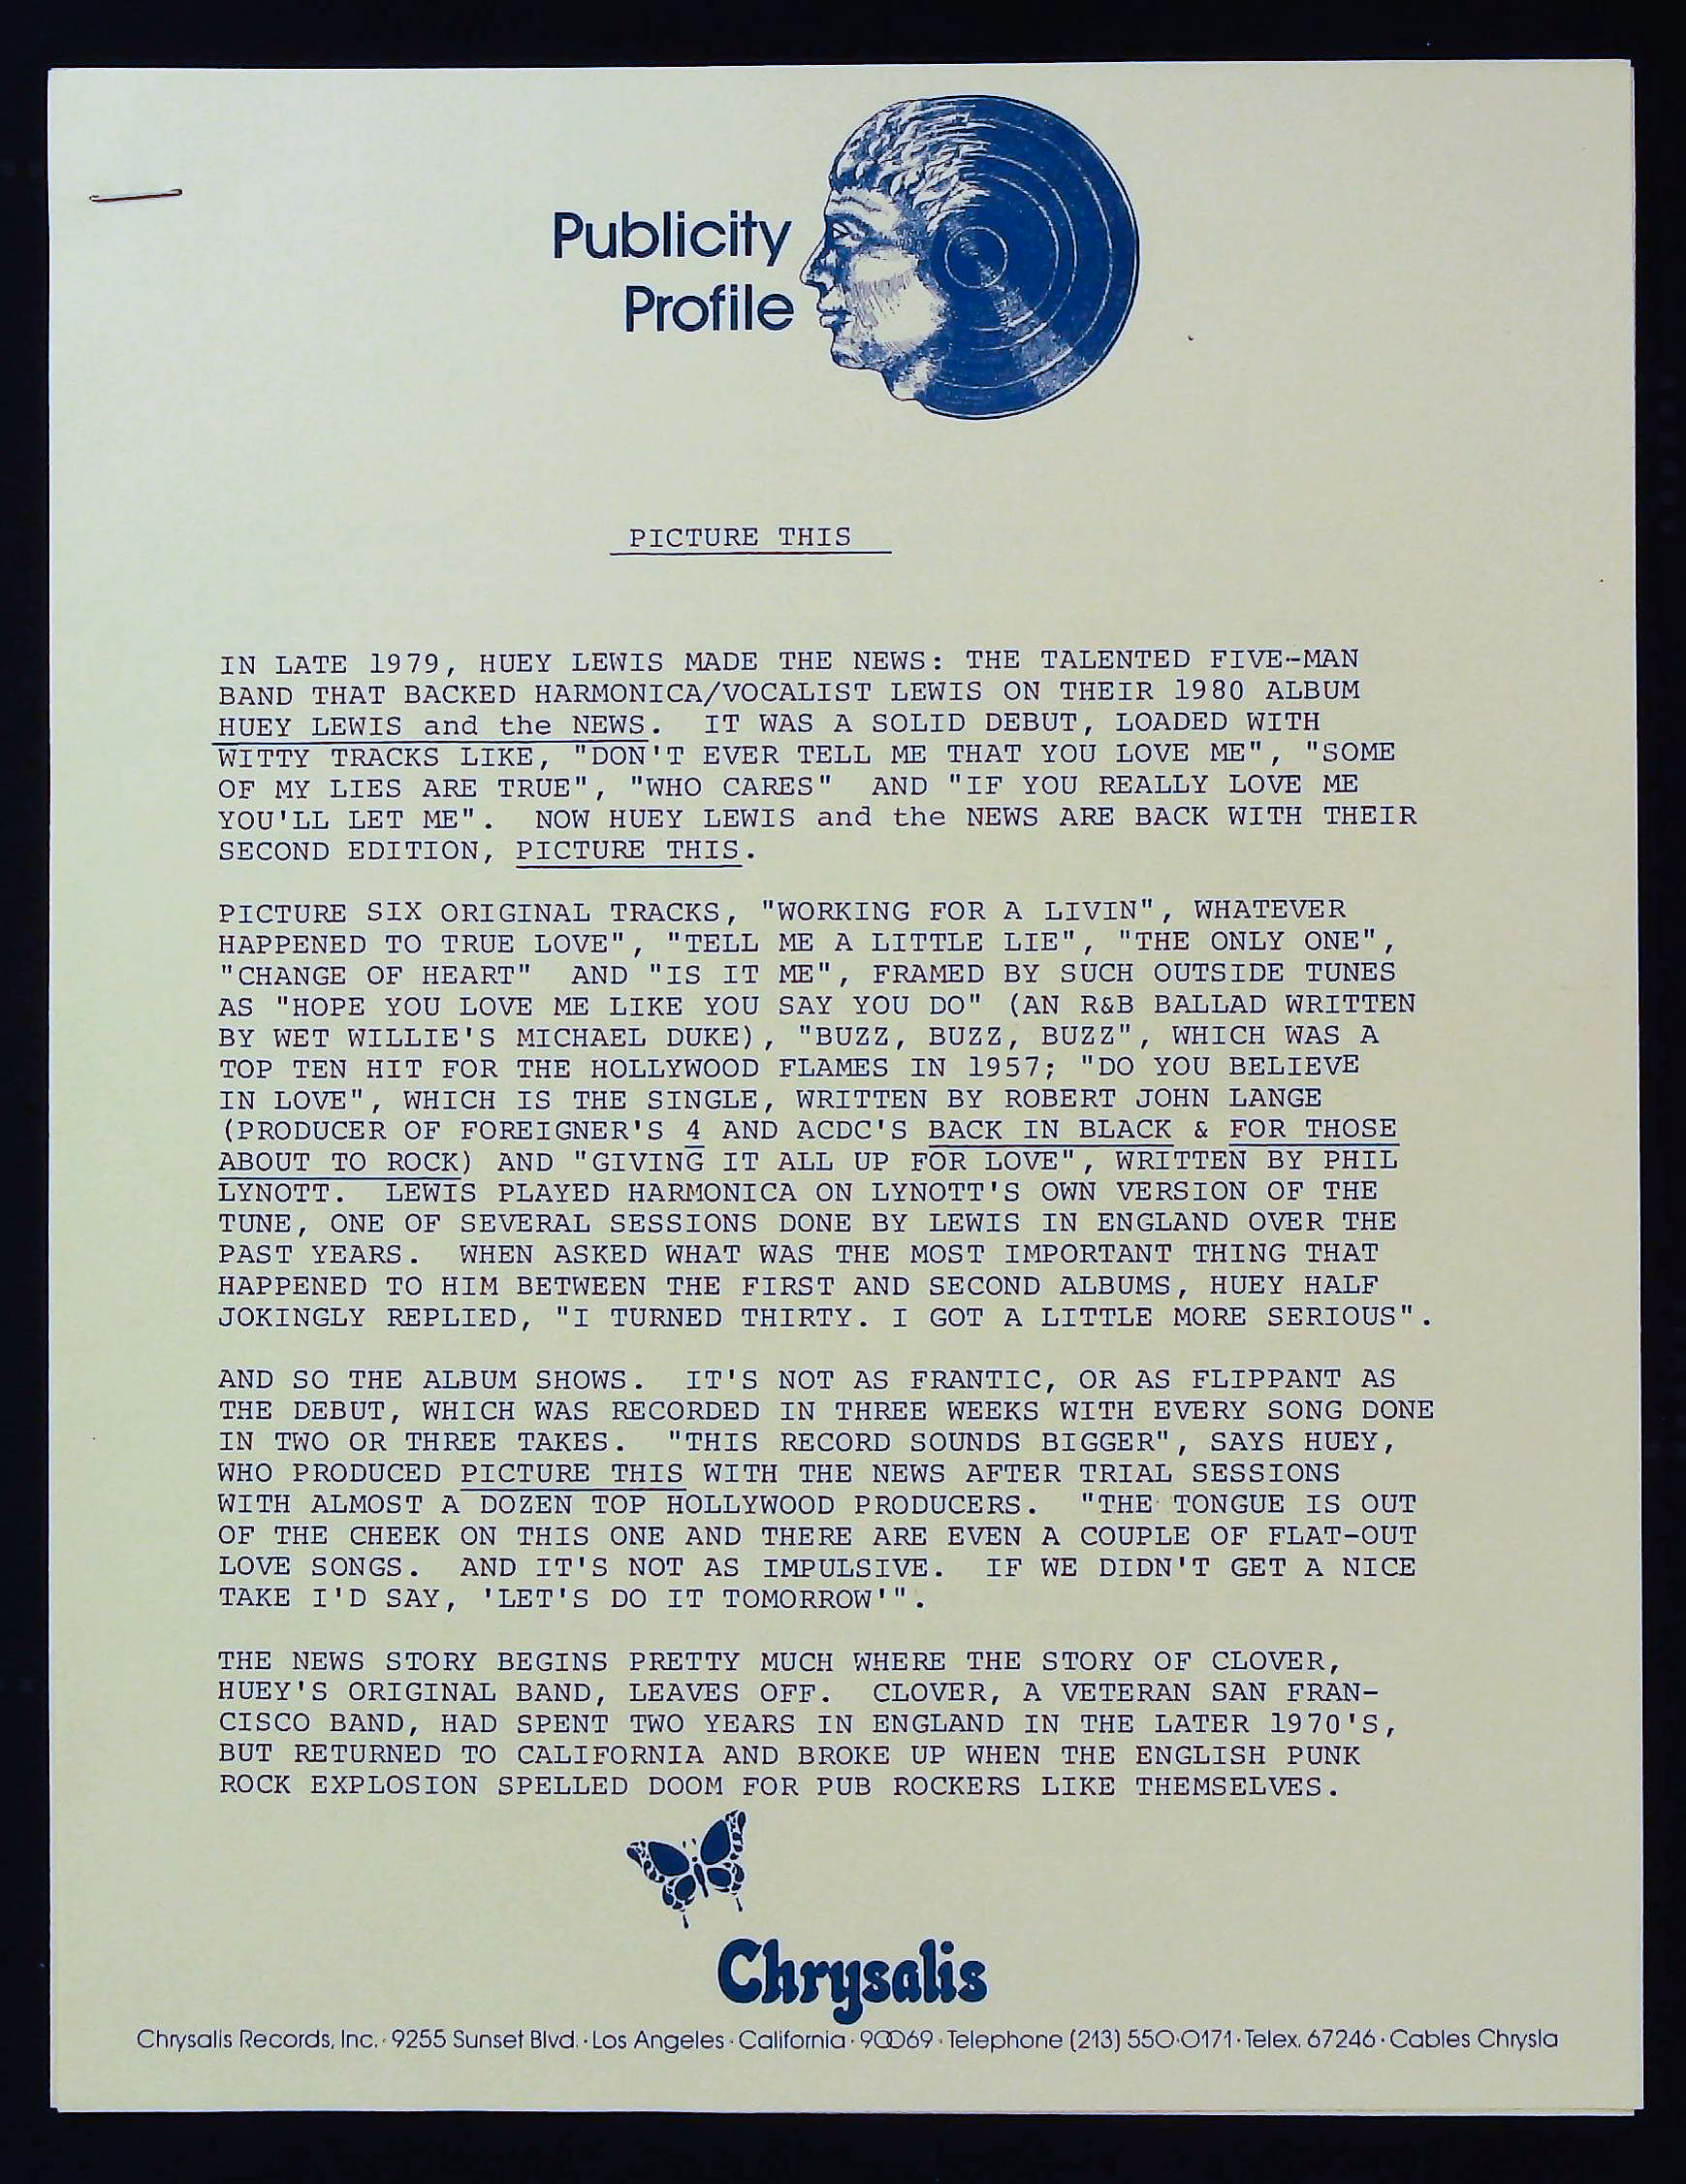 Publicity
Profile
PICTURE THIS
IN LATE 1979, HUEY LEWIS MADE THE NEWS: THE TALENTED FIVE-MAN
BAND THAT BACKED HARMONICA/VOCALIST LEWIS ON THEIR 1980 ALBUM
HUEY LEWIS and the NEWS. IT WAS A SOLID DEBUT, LOADED WITH
WITTY TRACKS LIKE, "DON'T EVER TELL ME THAT YOU LOVE ME", "SOME
OF MY LIES ARE TRUE", "WHO CARES" AND "IF YOU REALLY LOVE ME
YOU'LL LET ME". NOW HUEY LEWIS and the NEWS ARE BACK WITH THEIR
SECOND EDITION, PICTURE THIS.
PICTURE SIX ORIGINAL TRACKS, "WORKING FOR A LIVIN", WHATEVER
HAPPENED TO TRUE LOVE", "TELL ME A LITTLE LIE", "THE ONLY ONE",
"CHANGE OF HEART" AND "IS IT ME", FRAMED BY SUCH OUTSIDE TUNES
AS "HOPE YOU LOVE ME LIKE YOU SAY YOU DO" (AN R&B BALLAD WRITTEN
BY WET WILLIE'S MICHAEL DUKE), "BUZZ, BUZZ, BUZZ", WHICH WAS A
TOP TEN HIT FOR THE HOLLYWOOD FLAMES IN 1957; "DO YOU BELIEVE
IN LOVE", WHICH IS THE SINGLE, WRITTEN BY ROBERT JOHN LANGE
(PRODUCER OF FOREIGNER'S 4 AND ACDC'S BACK IN BLACK & FOR THOSE
ABOUT TO ROCK) AND "GIVING IT ALL UP FOR LOVE", WRITTEN BY PHIL
LYNOTT. LEWIS PLAYED HARMONICA ON LYNOTT'S OWN VERSION OF THE
TUNE, ONE OF SEVERAL SESSIONS DONE BY LEWIS IN ENGLAND OVER THE
PAST YEARS. WHEN ASKED WHAT WAS THE MOST IMPORTANT THING THAT
HAPPENED TO HIM BETWEEN THE FIRST AND SECOND ALBUMS, HUEY HALF
JOKINGLY REPLIED, "I TURNED THIRTY. I GOT A LITTLE MORE SERIOUS".
AND SO THE ALBUM SHOWS. IT'S NOT AS FRANTIC, OR AS FLIPPANT AS
THE DEBUT, WHICH WAS RECORDED IN THREE WEEKS WITH EVERY SONG DONE
IN TWO OR THREE TAKES. "THIS RECORD SOUNDS BIGGER", SAYS HUEY,
WHO PRODUCED PICTURE THIS WITH THE NEWS AFTER TRIAL SESSIONS
WITH ALMOST A DOZEN TOP HOLLYWOOD PRODUCERS. "THE TONGUE IS OUT
OF THE CHEEK ON THIS ONE AND THERE ARE EVEN A COUPLE OF FLAT-OUT
LOVE SONGS. AND IT'S NOT AS IMPULSIVE. IF WE DIDN'T GET A NICE
TAKE I'D SAY, 'LET'S DO IT TOMORROW'".
THE NEWS STORY BEGINS PRETTY MUCH WHERE THE STORY OF CLOVER,
HUEY'S ORIGINAL BAND, LEAVES OFF. CLOVER, A VETERAN SAN FRAN-
CISCO BAND, HAD SPENT TWO YEARS IN ENGLAND IN THE LATER 1970'S,
BUT RETURNED TO CALIFORNIA AND BROKE UP WHEN THE ENGLISH PUNK
ROCK EXPLOSION SPELLED DOOM FOR PUB ROCKERS LIKE THEMSELVES.
Chrysalis
Chrysalis Records, Inc. · 9255 Sunset Blvd. · Los Angeles · California · 90069 · Telephone (213) 550·0171 · Telex. 67246 · Cables Chrysla